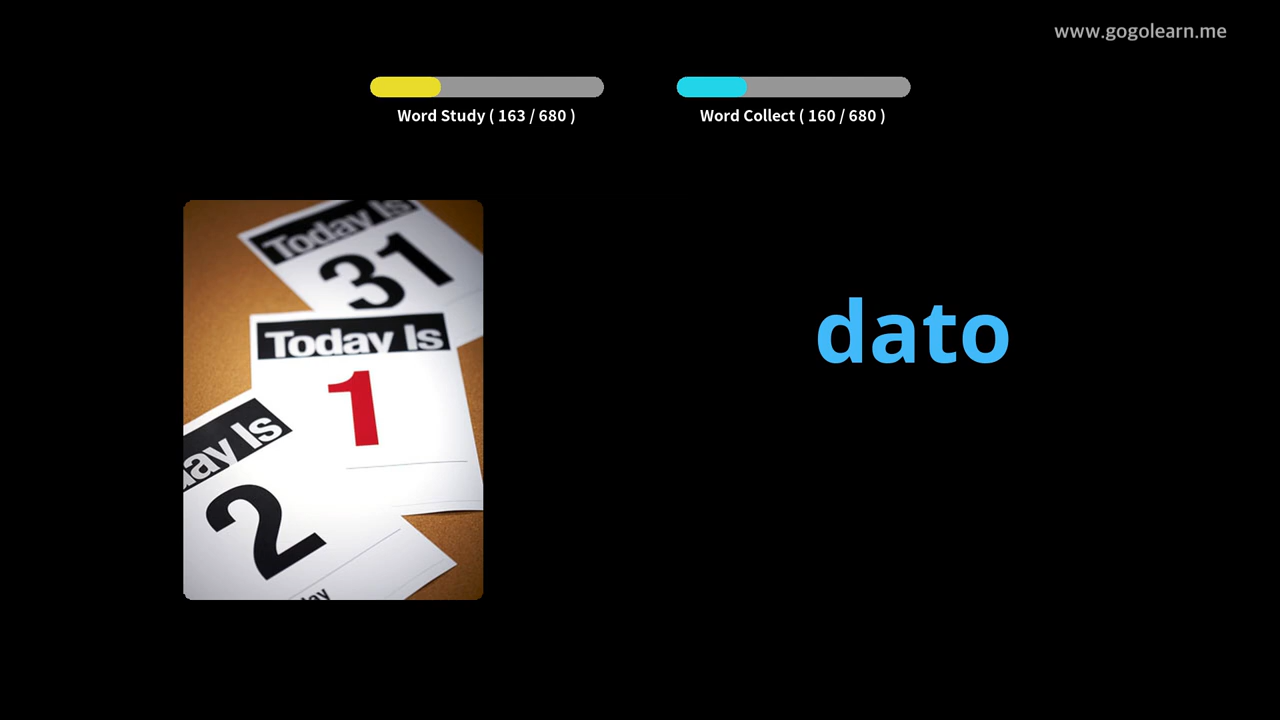 www.gogolearn.me
Word Study ( 163 / 680 )
Word Collect ( 160 / 680 )
Today Is
31
Today Is
1
ay Is
2
ay
dato